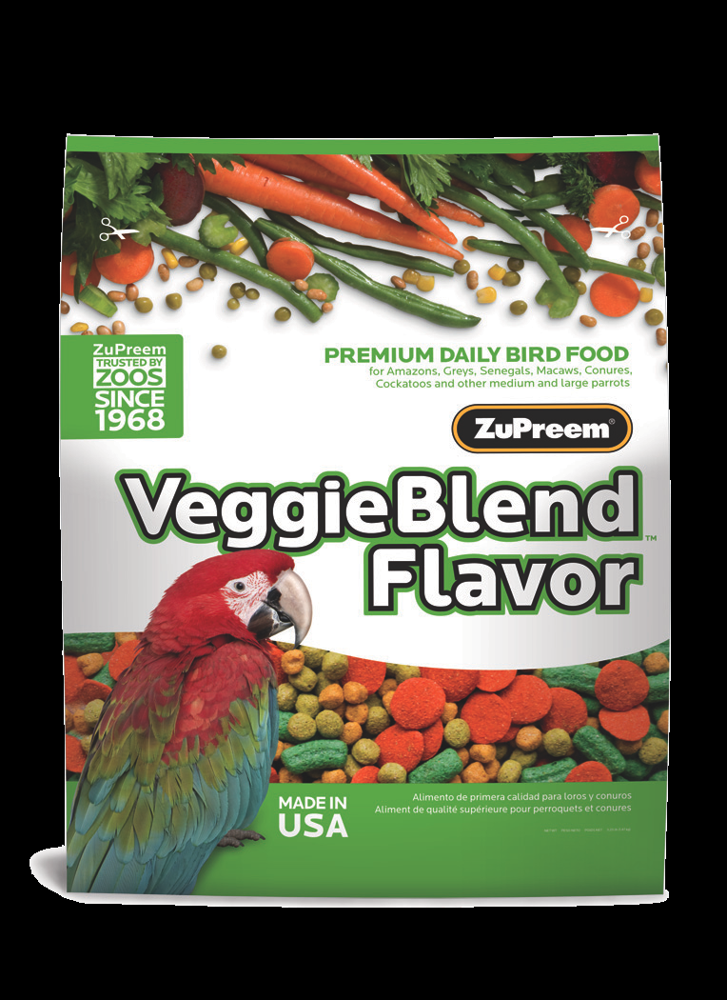 ZuPreem
TRUSTED BY
ZOOS
SINCE
1968
PREMIUM DAILY BIRD FOOD
for Amazons, Greys, Senegals, Macaws, Conures,
Cockatoos and other medium and large parrots
ZuPreem®
VeggieBlend™
Flavor
MADE IN
USA
Alimento de primera calidad para loros y conuros
Aliment de qualité supérieure pour perroquets et conures